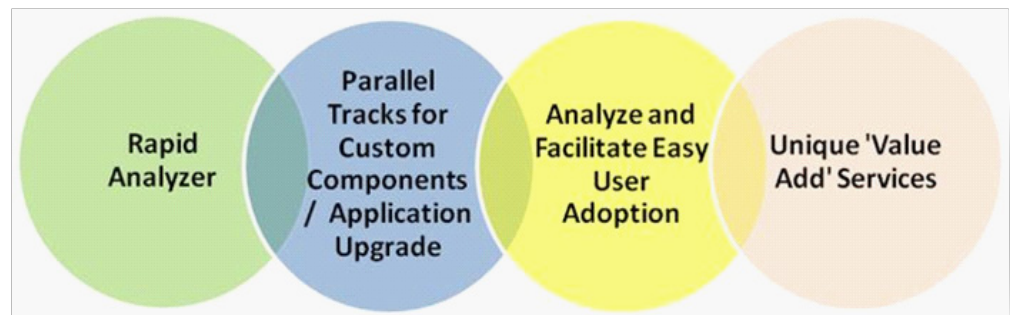 Rapid
Analyzer
Parallel
Tracks for
Custom
Components
/ Application
Upgrade
Analyze and
Facilitate Easy
User
Adoption
Unique 'Value
Add' Services